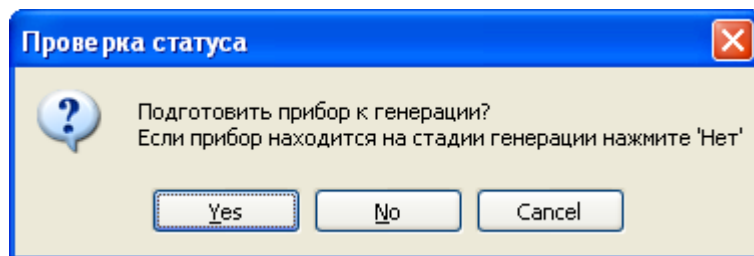 Проверка статуса
Подготовить прибор к генерации?
Если прибор находится на стадии генерации нажмите 'Нет'
Yes No Cancel